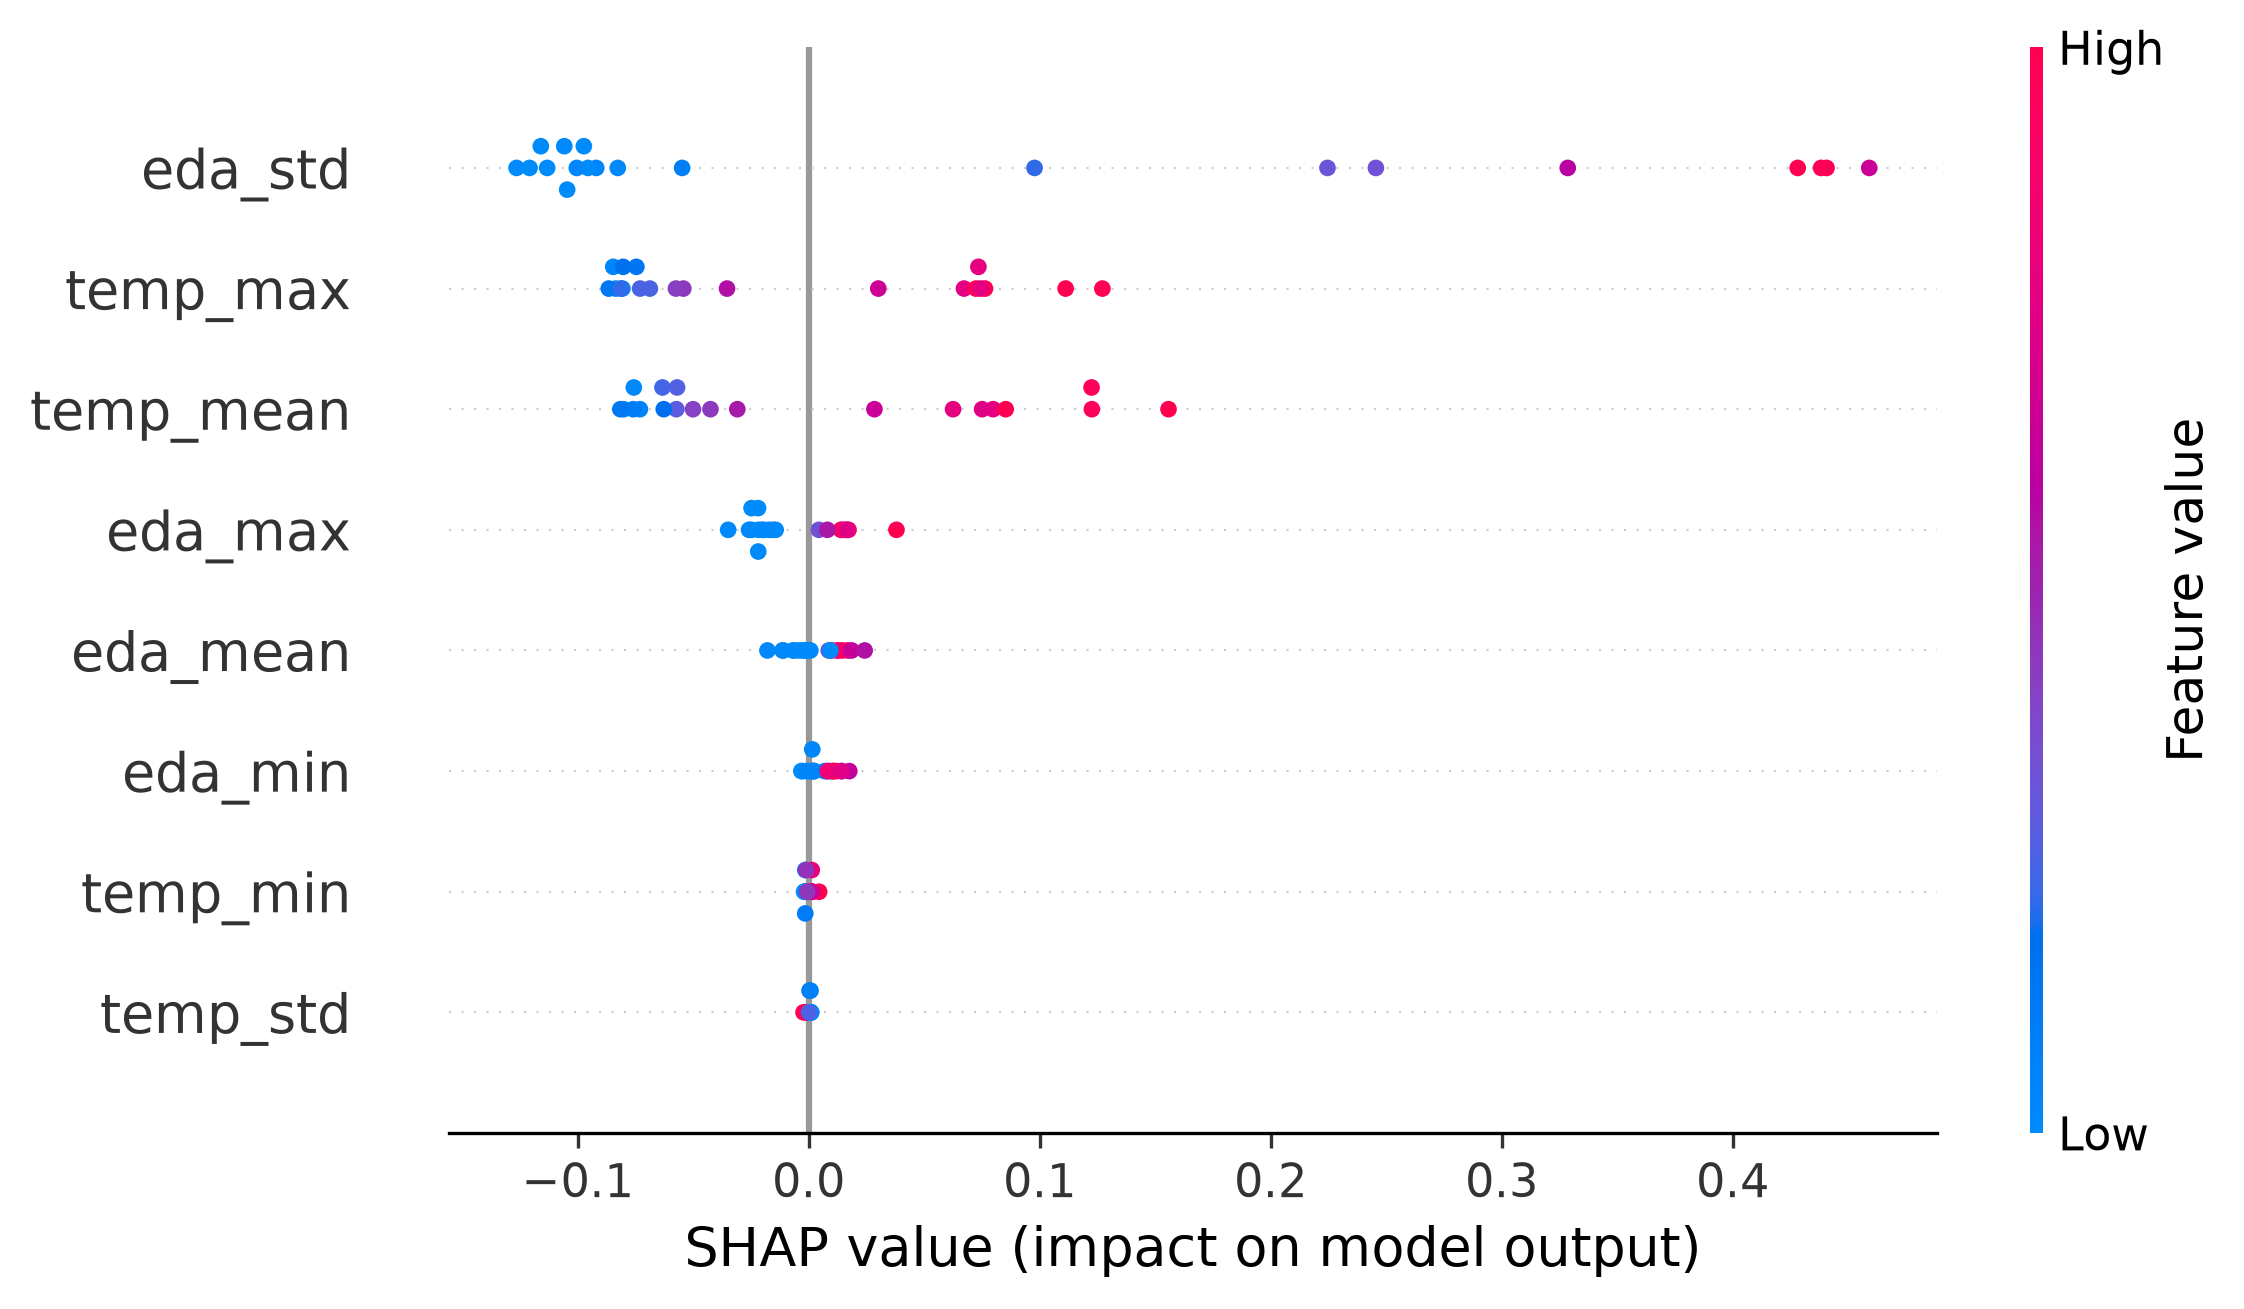 High
eda_std
temp_max
temp_mean
eda_max
eda_mean
eda_min
temp_min
temp_std
Feature value
Low
−0.1 0.0 0.1 0.2 0.3 0.4
SHAP value (impact on model output)